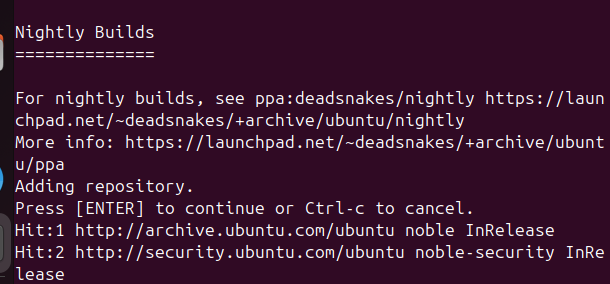 Nightly Builds
==============
For nightly builds, see ppa:deadsnakes/nightly https://laun
chpad.net/~deadsnakes/+archive/ubuntu/nightly
More info: https://launchpad.net/~deadsnakes/+archive/ubunt
u/ppa
Adding repository.
Press [ENTER] to continue or Ctrl-c to cancel.
Hit:1 http://archive.ubuntu.com/ubuntu noble InRelease
Hit:2 http://security.ubuntu.com/ubuntu noble-security InRe
lease